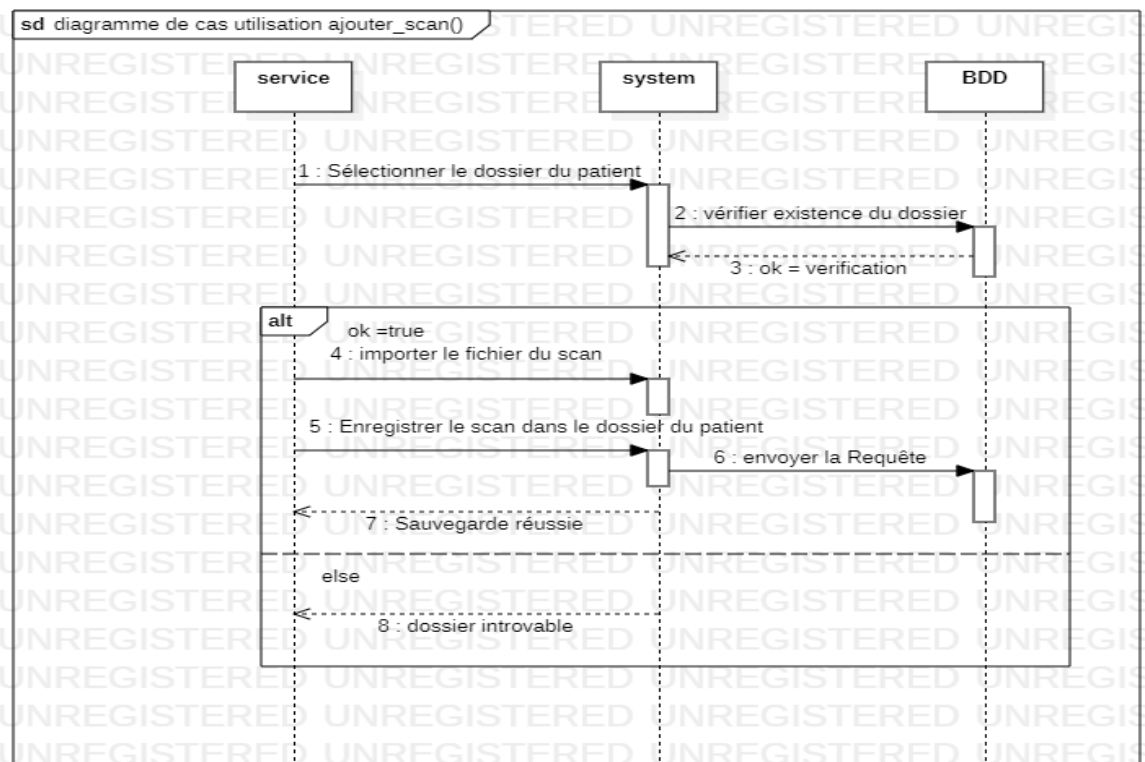 sd diagramme de cas utilisation ajouter_scan()
service
system
BDD
1 : Sélectionner le dossier du patient
2 : vérifier existence du dossier
3 : ok = verification
alt
ok =true
4 : importer le fichier du scan
5 : Enregistrer le scan dans le dossier du patient
6 : envoyer la Requête
7 : Sauvegarde réussie
else
8 : dossier introvable
UNREGISTERED